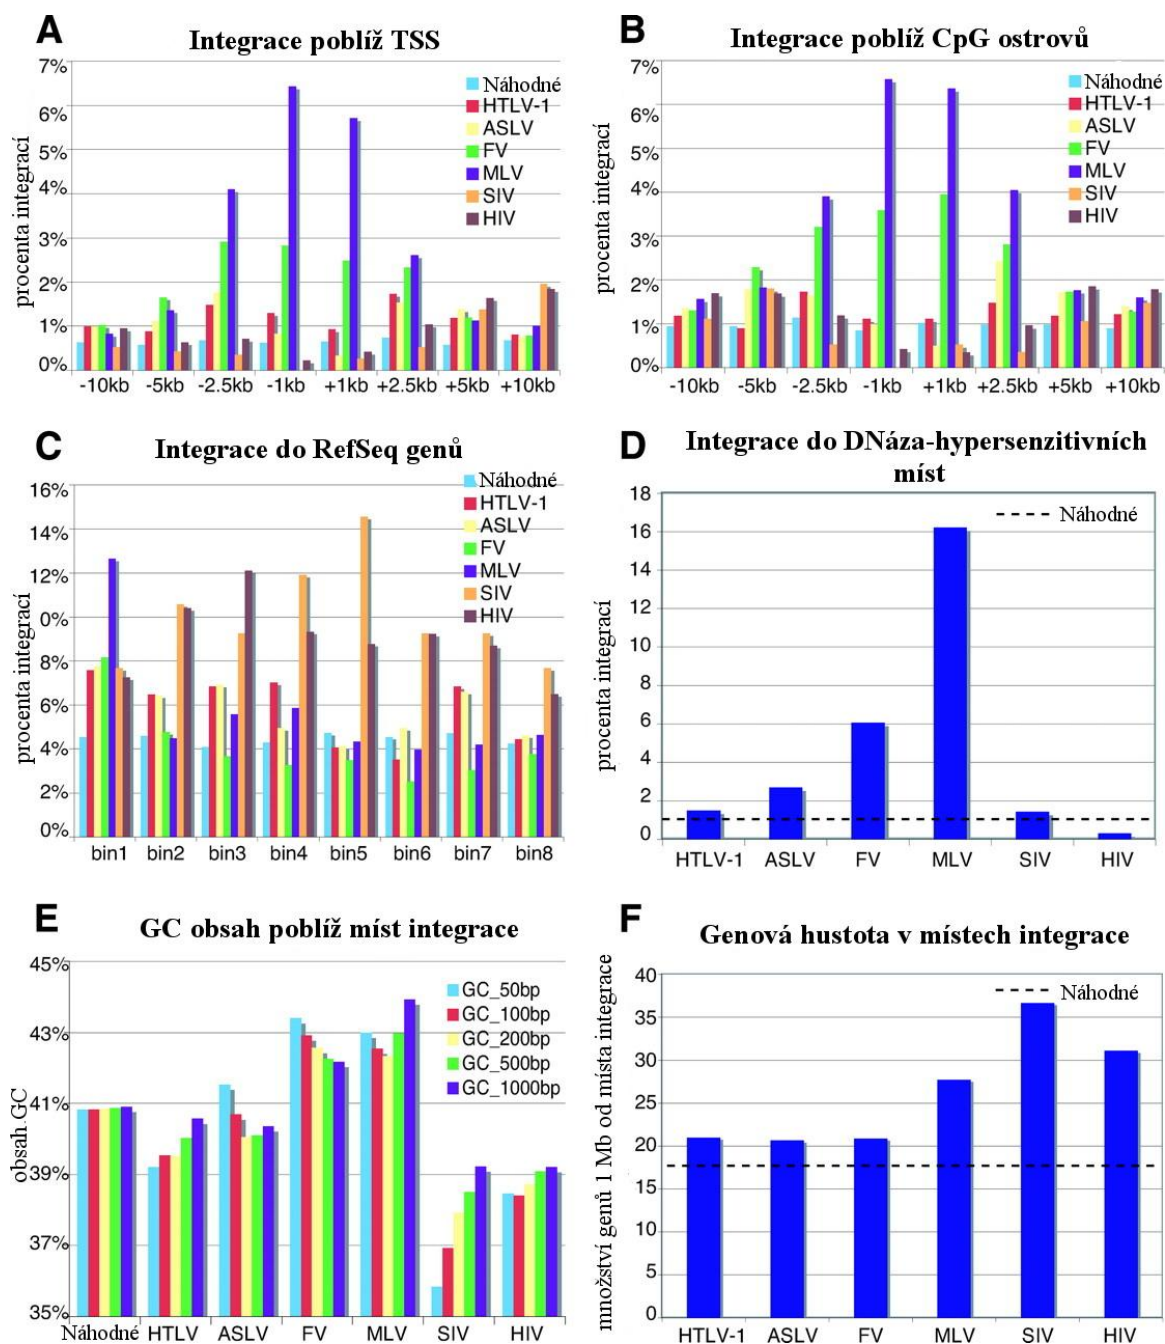 A
Integrace poblíž TSS
procenta integrací
7%
6%
5%
4%
3%
2%
1%
0%
Náhodné
HTLV-1
ASLV
FV
MLV
SIV
HIV
-10kb -5kb -2.5kb -1kb +1kb +2.5kb +5kb +10kb
B
Integrace poblíž CpG ostrovů
procenta integrací
7%
6%
5%
4%
3%
2%
1%
0%
Náhodné
HTLV-1
ASLV
FV
MLV
SIV
HIV
-10kb -5kb -2.5kb -1kb +1kb +2.5kb +5kb +10kb
C
Integrace do RefSeq genů
procenta integrací
16%
14%
12%
0%
8%
6%
4%
2%
0%
Náhodné
HTLV-1
ASLV
FV
MLV
SIV
HIV
bin1 bin2 bin3 bin4 bin5 bin6 bin7 bin8
D
Integrace do DNáza-hypersenzitivních
míst
procenta integrací
18
16
14
12
10
8
6
4
2
0
Náhodné
HTLV-1 ASLV FV MLV SIV HIV
E
GC obsah poblíž míst integrace
obsah.GC
45%
43%
41%
39%
37%
35%
GC_50bp
GC_100bp
GC_200bp
GC_500bp
GC_1000bp
Náhodné HTLV ASLV FV MLV SIV HIV
F
Genová hustota v místech integrace
množství genů 1 Mb od místa integrace
40
35
30
25
20
15
10
5
0
Náhodné
HTLV-1 ASLV FV MLV SIV HIV